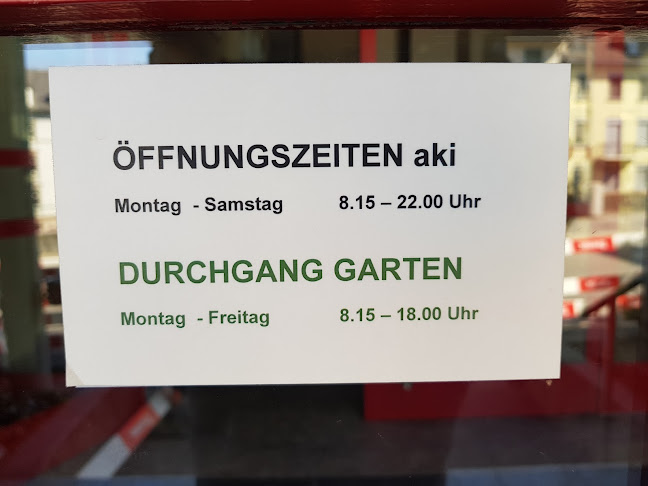 ÖFFNUNGSZEITEN aki
Montag - Samstag 8.15 – 22.00 Uhr
DURCHGANG GARTEN
Montag - Freitag 8.15 – 18.00 Uhr